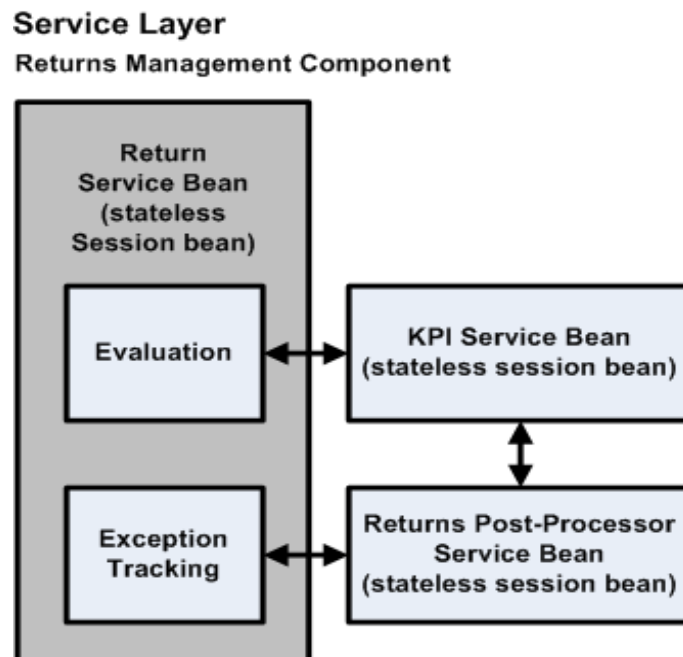 Service Layer
Returns Management Component
Return
Service Bean
(stateless
Session bean)
Evaluation
KPI Service Bean
(stateless session bean)
Exception
Tracking
Returns Post-Processor
Service Bean
(stateless session bean)